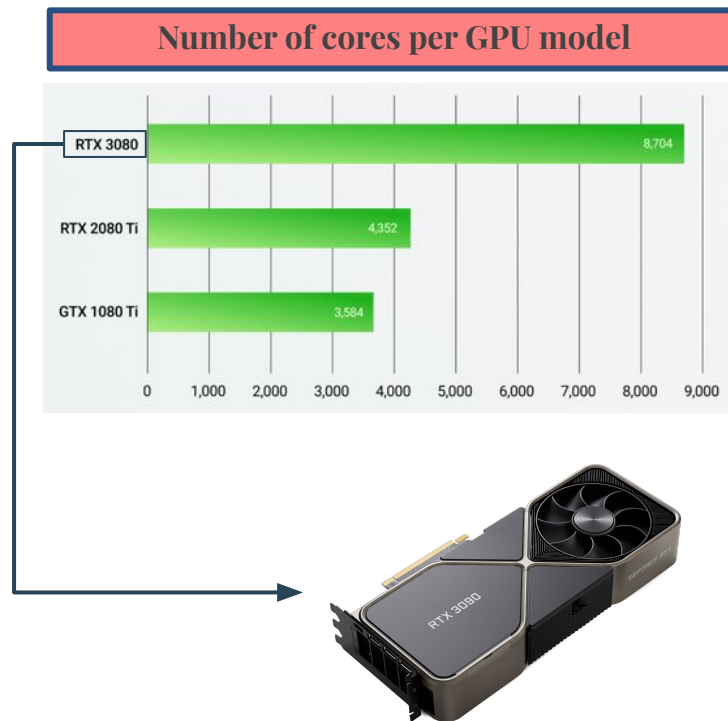 Number of cores per GPU model
RTX 3080
8,704
RTX 2080 Ti
4,352
GTX 1080 Ti
3,584
0 1,000 2,000 3,000 4,000 5,000 6,000 7,000 8,000 9,000
GEFORCE RTX
RTX 3090